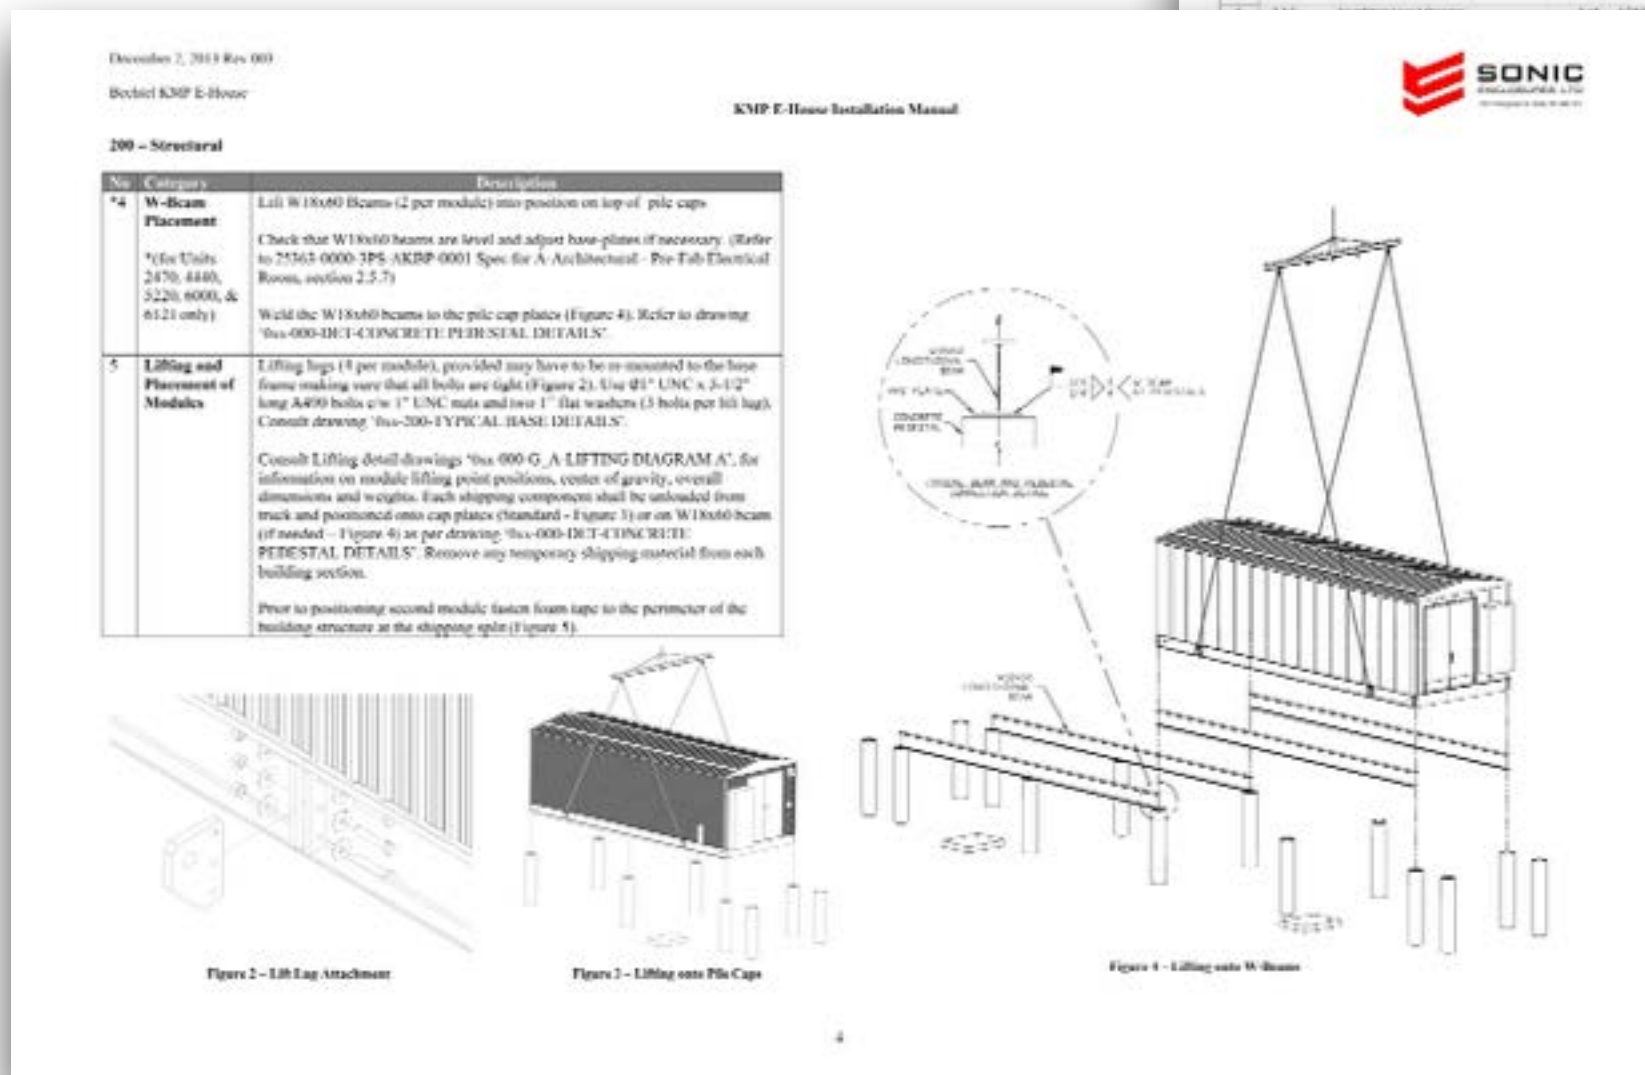 December 7, 2013 Rev 003
Bechtel KMP E-House
SONIC
ENCLOSURES LTD
KMP E-House Installation Manual
200 – Structural
No Category Description
*4 W-Beam Placement
*(for Units
2470, 4440,
5220, 6000, &
6121 only)
Lift W18x60 Beams (2 per module) into position on top of pile caps
Check that W18x60 beams are level and adjust base-plates if necessary. (Refer
to 25363-0000-3PS-AKBP-0001 Spec for A-Architectural - Pre-Fab Electrical
Room, section 2.5.7)
Weld the W18x60 beams to the pile cap plates (Figure 4). Refer to drawing
'0xx-000-DET-CONCRETE PEDESTAL DETAILS'.
5 Lifting and
Placement of
Modules
Lifting lugs (4 per module), provided may have to be re-mounted to the base
frame making sure that all bolts are tight (Figure 2). Use Ø1" UNC x 3-1/2"
long A490 bolts c/w 1" UNC nuts and two 1" flat washers (3 bolts per lift lug).
Consult drawing '0xx-200-TYPICAL BASE DETAILS'.
Consult Lifting detail drawings '0xx-000-G_A-LIFTING DIAGRAM A', for
information on module lifting point positions, center of gravity, overall
dimensions and weights. Each shipping component shall be unloaded from
truck and positioned onto cap plates (Standard - Figure 3) or on W18x60 beam
(if needed – Figure 4) as per drawing '0xx-000-DET-CONCRETE
PEDESTAL DETAILS'. Remove any temporary shipping material from each
building section.
Prior to positioning second module fasten foam tape to the perimeter of the
building structure at the shipping split (Figure 5).
LONGITUDINAL
BEAM
CONCRETE
PEDESTAL
BEAM
Figure 2 – Lift Lug Attachment
Figure 3 – Lifting onto Pile Caps
Figure 4 – Lifting onto W-Beams
4